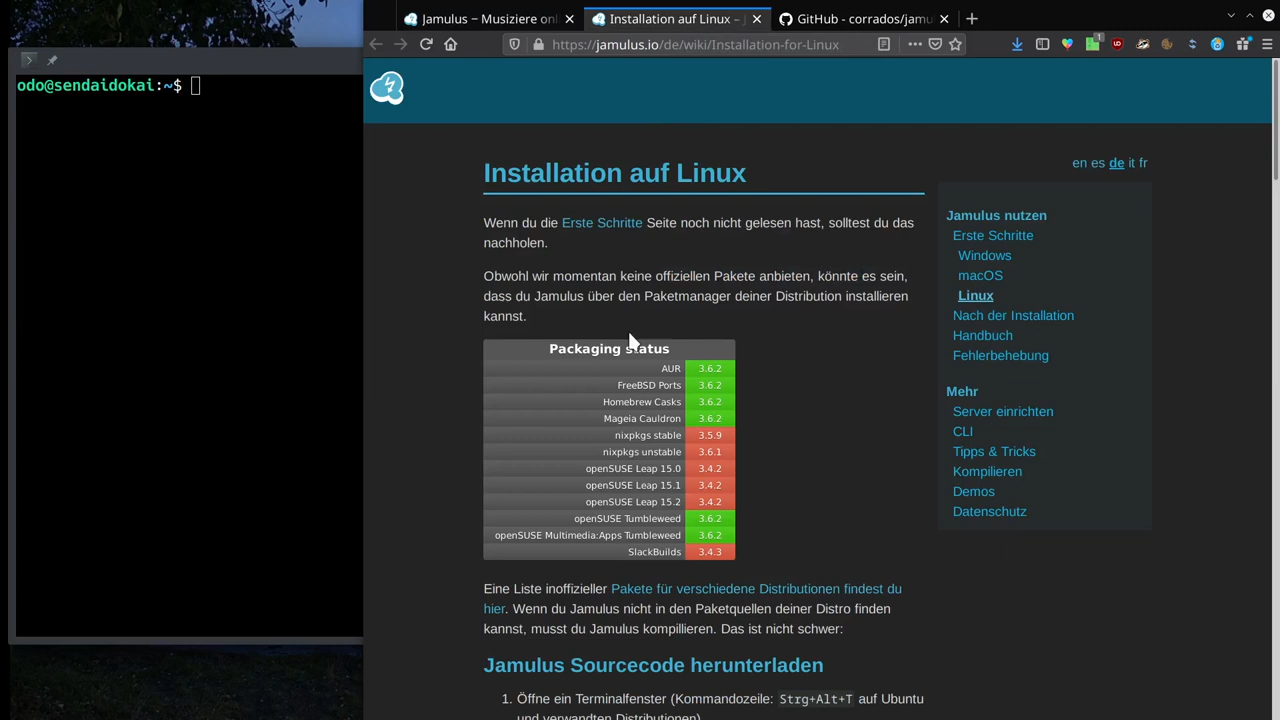 Jamulus – Musiziere onl
Installation auf Linux – J
GitHub - corrados/jamu
https://jamulus.io/de/wiki/Installation-for-Linux
1
odo@sendaidokai:~$
en es de it fr
Installation auf Linux
Wenn du die Erste Schritte Seite noch nicht gelesen hast, solltest du das
nachholen.
Obwohl wir momentan keine offiziellen Pakete anbieten, könnte es sein,
dass du Jamulus über den Paketmanager deiner Distribution installieren
kannst.
Packaging status
AUR 3.6.2
FreeBSD Ports 3.6.2
Homebrew Casks 3.6.2
Mageia Cauldron 3.6.2
nixpkgs stable 3.5.9
nixpkgs unstable 3.6.1
openSUSE Leap 15.0 3.4.2
openSUSE Leap 15.1 3.4.2
openSUSE Leap 15.2 3.4.2
openSUSE Tumbleweed 3.6.2
openSUSE Multimedia:Apps Tumbleweed 3.6.2
SlackBuilds 3.4.3
Eine Liste inoffizieller Pakete für verschiedene Distributionen findest du
hier. Wenn du Jamulus nicht in den Paketquellen deiner Distro finden
kannst, musst du Jamulus kompillieren. Das ist nicht schwer:
Jamulus Sourcecode herunterladen
1. Öffne ein Terminalfenster (Kommandozeile: Strg+Alt+T auf Ubuntu
und verwandten Distributionen)
Jamulus nutzen
Erste Schritte
Windows
macOS
Linux
Nach der Installation
Handbuch
Fehlerbehebung
Mehr
Server einrichten
CLI
Tipps & Tricks
Kompilieren
Demos
Datenschutz